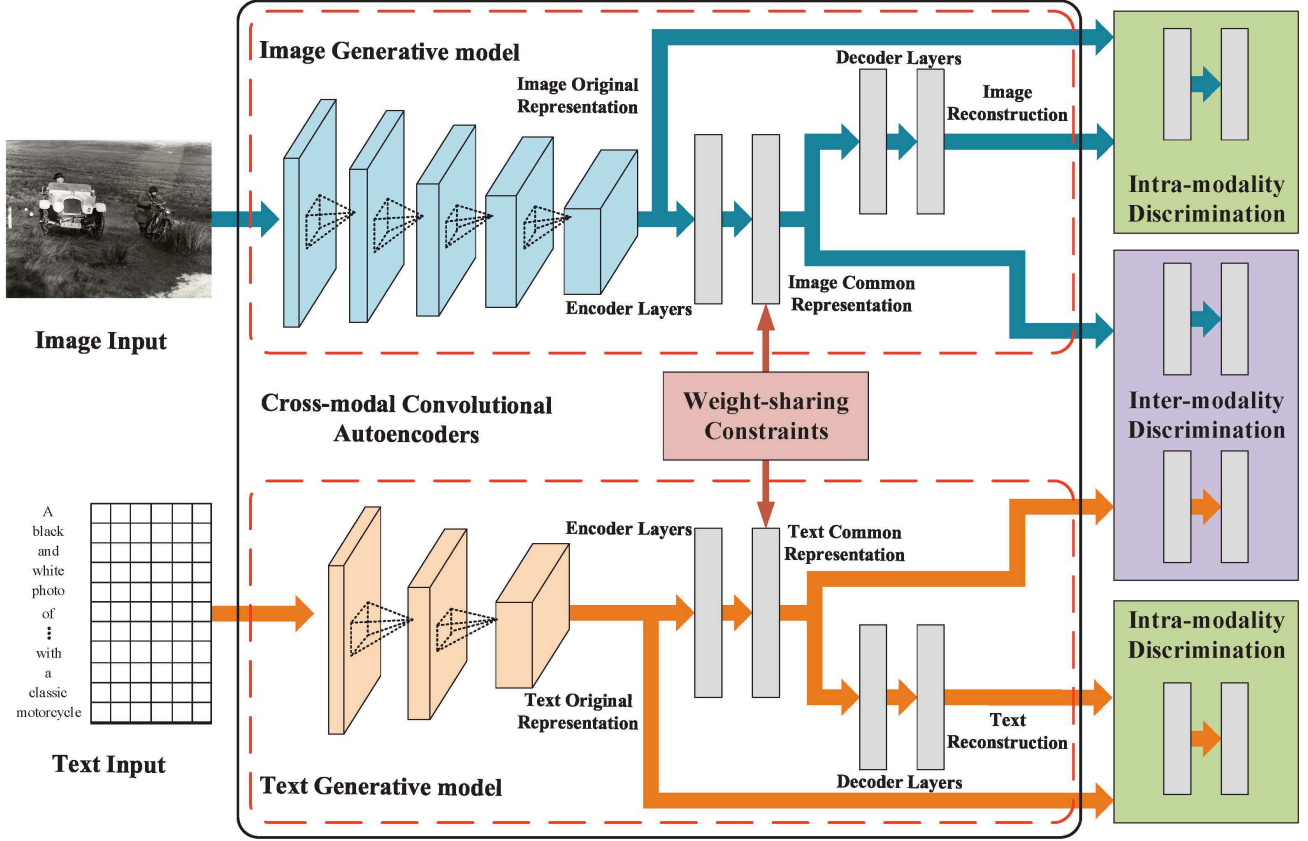 Image Generative model
Image Original
Representation
Decoder Layers
Image
Reconstruction
Intra-modality
Discrimination
Encoder Layers
Image Common
Representation
Image Input
Cross-modal Convolutional
Autoencoders
Weight-sharing
Constraints
Inter-modality
Discrimination
A
black
and
white
photo
of
⋮
with
a
classic
motorcycle
Text Input
Encoder Layers
Text Common
Representation
Text Original
Representation
Text
Reconstruction
Decoder Layers
Text Generative model
Intra-modality
Discrimination